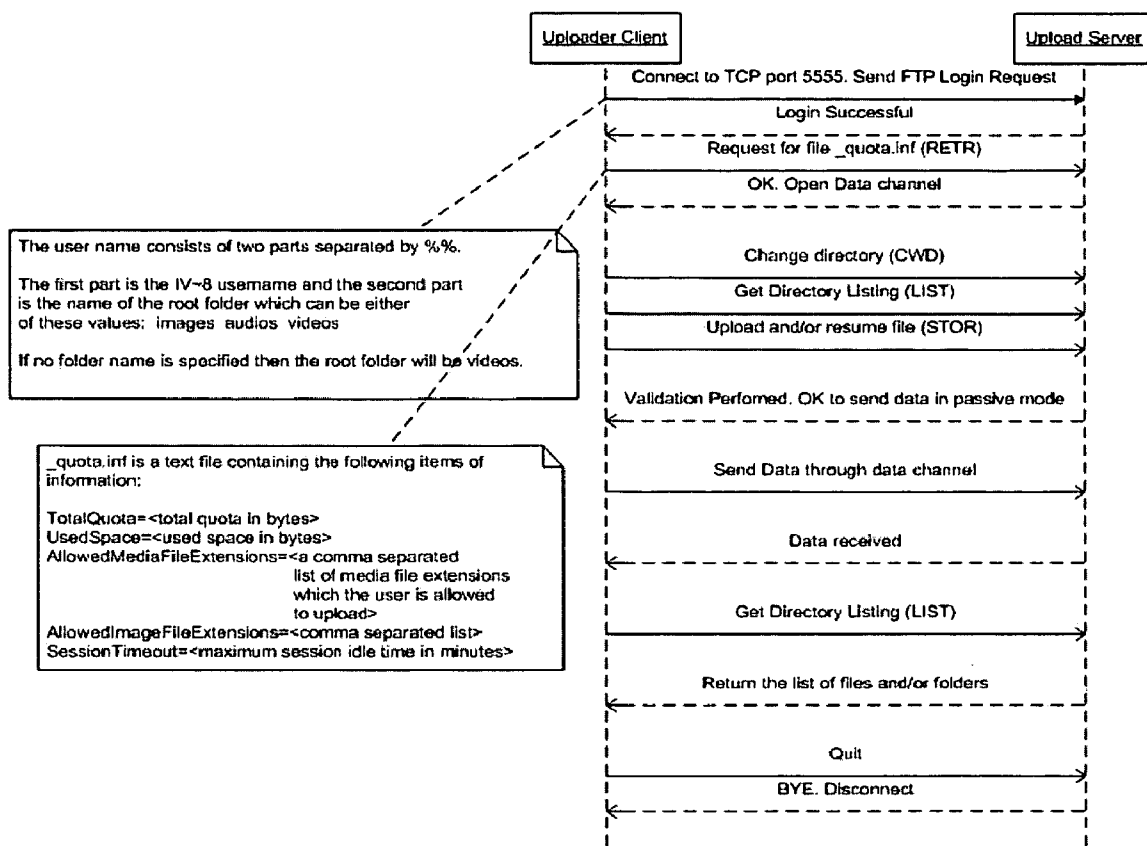 Uploader Client
Upload Server
Connect to TCP port 5555. Send FTP Login Request
Login Successful
Request for file _quota.inf (RETR)
OK. Open Data channel
The user name consists of two parts separated by %%.
The first part is the IV~8 username and the second part
is the name of the root folder which can be either
of these values: images audios videos
If no folder name is specified then the root folder will be videos.
Change directory (CWD)
Get Directory Listing (LIST)
Upload and/or resume file (STOR)
Validation Perfomed. OK to send data in passive mode
_quota.inf is a text file containing the following items of
information:
TotalQuota=<total quota in bytes>
UsedSpace=<used space in bytes>
AllowedMediaFileExtensions=<a comma separated
list of media file extensions
which the user is allowed
to upload>
AllowedImageFileExtensions=<comma separated list>
SessionTimeout=<maximum session idle time in minutes>
Send Data through data channel
Data received
Get Directory Listing (LIST)
Return the list of files and/or folders
Quit
BYE. Disconnect